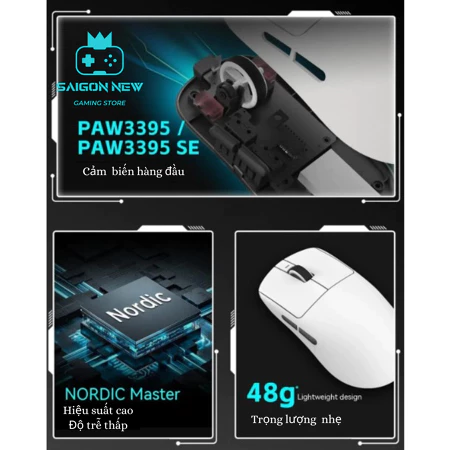 SAIGON NEW
GAMING STORE
PAW3395 /
PAW3395 SE
Cảm biến hàng đầu
Nordic
NORDIC Master
Hiệu suất cao
Độ trễ thấp
48g* Lightweight design
Trọng lượng nhẹ